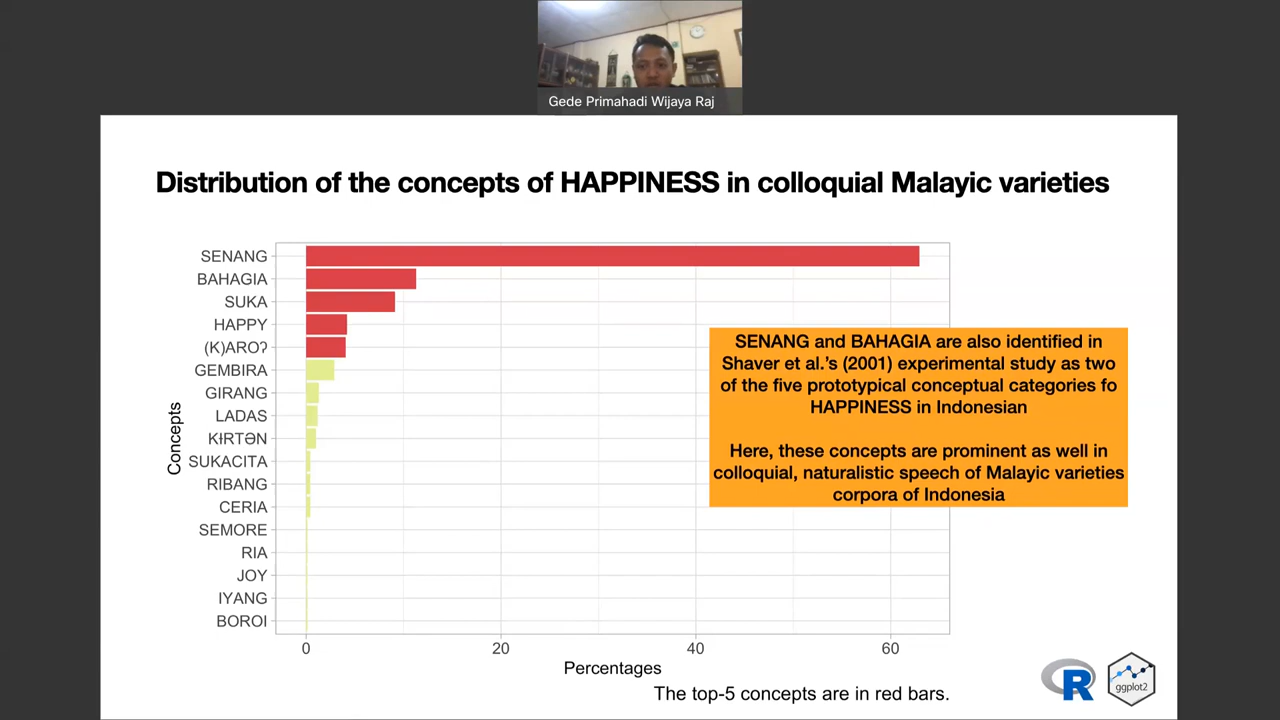 Gede Primahadi Wijaya Raj
Distribution of the concepts of HAPPINESS in colloquial Malayic varieties
SENANG
BAHAGIA
SUKA
HAPPY
(K)AROʔ
GEMBIRA
GIRANG
LADAS
KɨRTƏN
SUKACITA
RIBANG
CERIA
SEMORE
RIA
JOY
IYANG
BOROI
Concepts
0 20 40 60
Percentages
The top-5 concepts are in red bars.
SENANG and BAHAGIA are also identified in
Shaver et al.’s (2001) experimental study as two
of the five prototypical conceptual categories fo
HAPPINESS in Indonesian
Here, these concepts are prominent as well in
colloquial, naturalistic speech of Malayic varieties
corpora of Indonesia
R
ggplot2